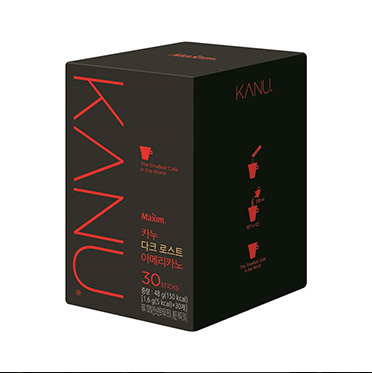 KANU®
The Smallest Café
in the World
Maxim.
카누
다크 로스트
아메리카노
30 STICKS
중량 : 48 g(150 kcal)
[1.6 g(5 kcal)×30개]
KANU®
The Smallest Café
in the World